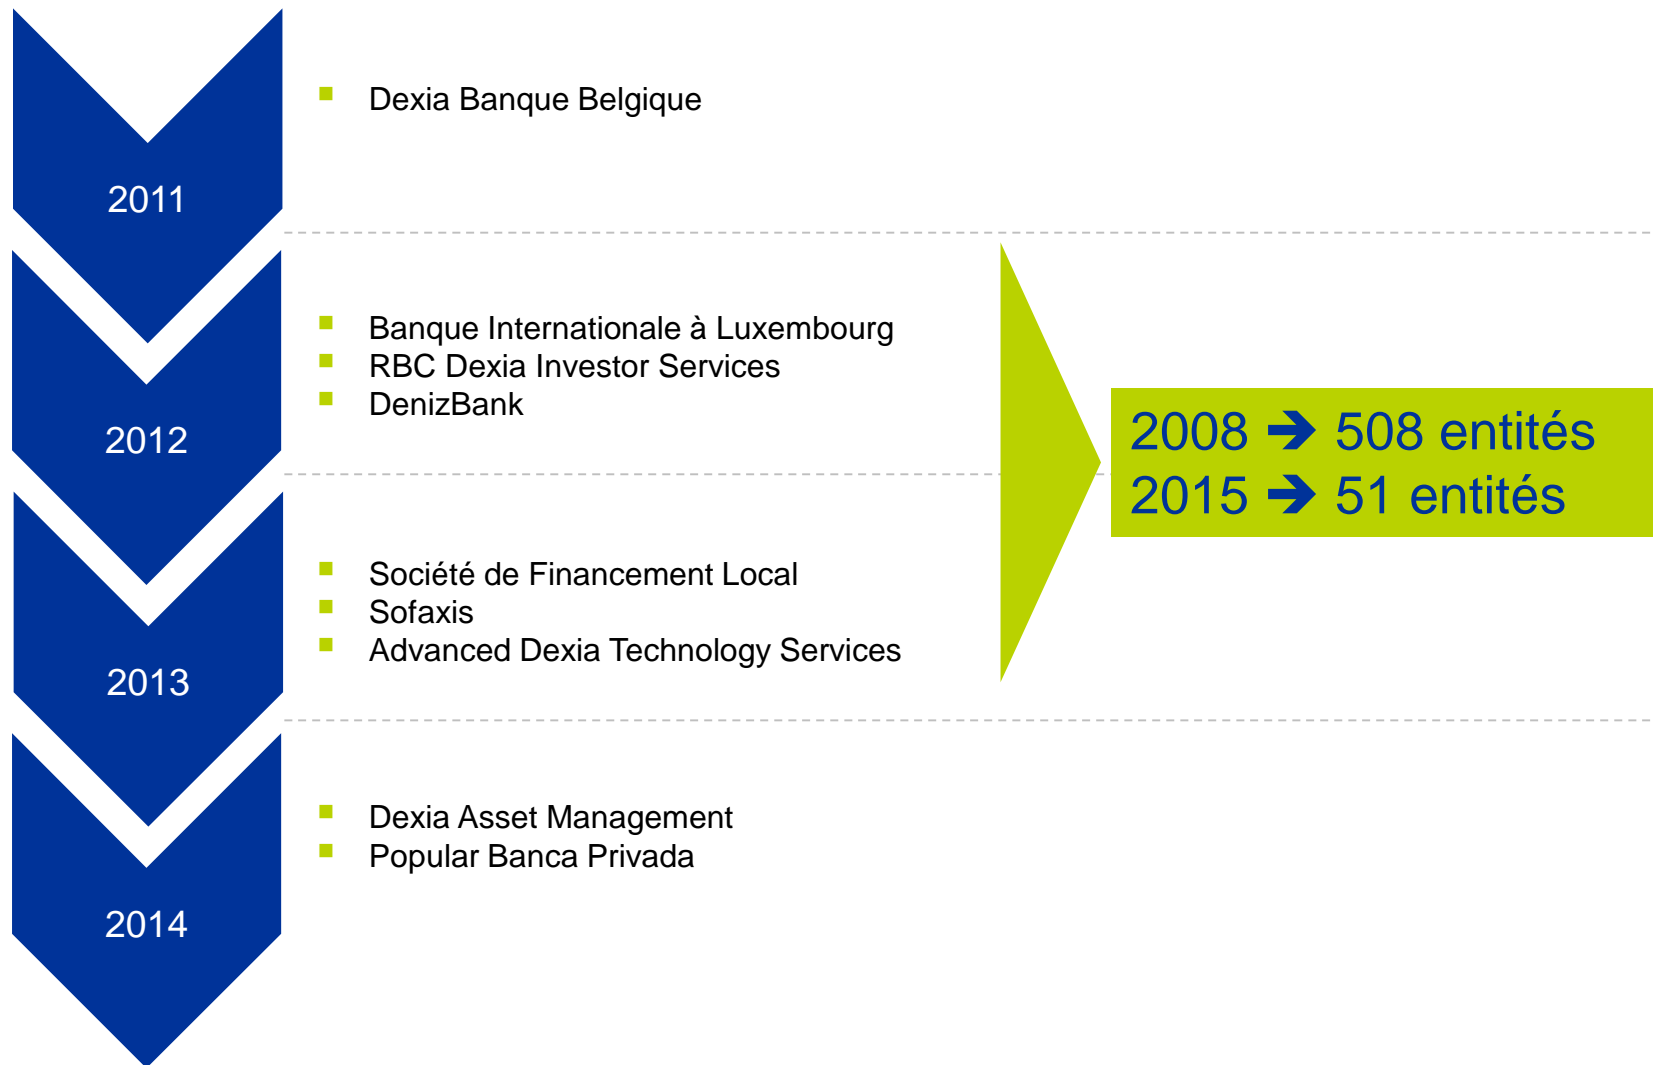 2011
Dexia Banque Belgique
2012
Banque Internationale à Luxembourg
RBC Dexia Investor Services
DenizBank
2013
Société de Financement Local
Sofaxis
Advanced Dexia Technology Services
2014
Dexia Asset Management
Popular Banca Privada
2008 ➔ 508 entités
2015 ➔ 51 entités